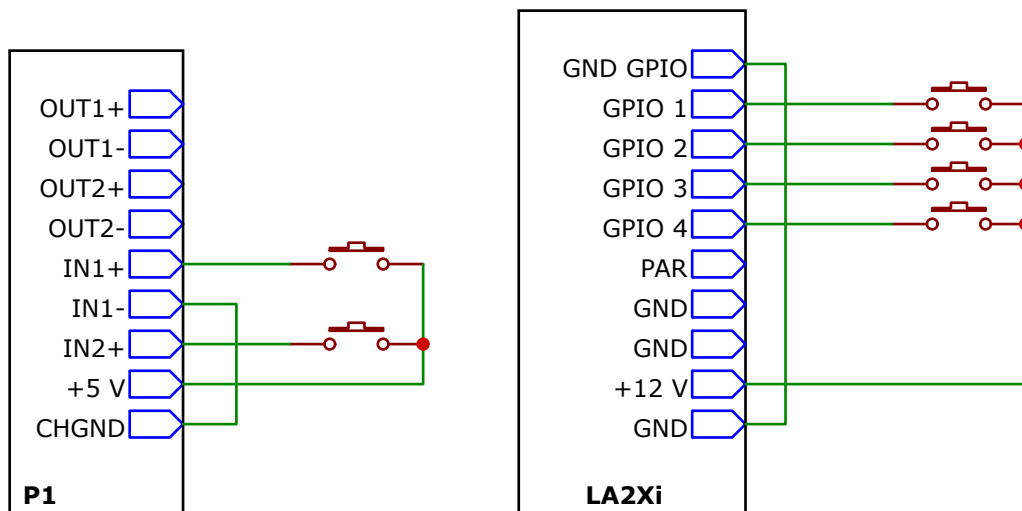 OUT1+
OUT1-
OUT2+
OUT2-
IN1+
IN1-
IN2+
+5 V
CHGND
P1
GND GPIO
GPIO 1
GPIO 2
GPIO 3
GPIO 4
PAR
GND
GND
+12 V
GND
LA2Xi